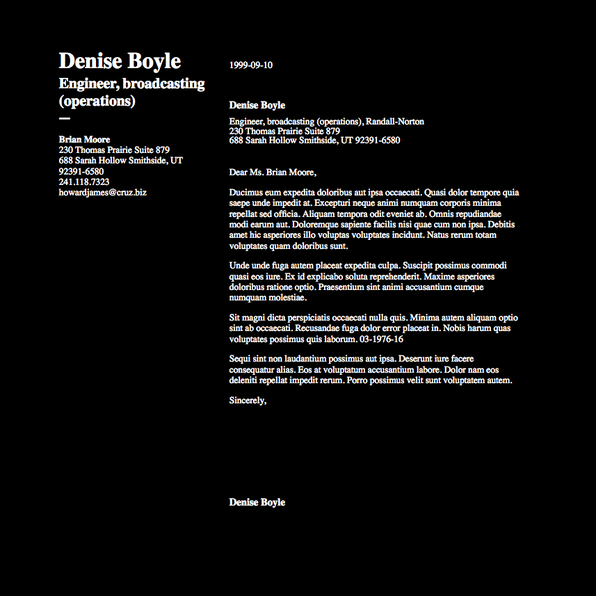 Denise Boyle
Engineer, broadcasting
(operations)
—
Brian Moore
230 Thomas Prairie Suite 879
688 Sarah Hollow Smithside, UT
92391-6580
241.118.7323
howardjames@cruz.biz
1999-09-10
Denise Boyle
Engineer, broadcasting (operations), Randall-Norton
230 Thomas Prairie Suite 879
688 Sarah Hollow Smithside, UT 92391-6580
Dear Ms. Brian Moore,
Ducimus eum expedita doloribus aut ipsa occaecati. Quasi dolor tempore quia
saepe unde impedit at. Excepturi neque animi numquam corporis minima
repellat sed officia. Aliquam tempora odit eveniet ab. Omnis repudiandae
modi earum aut. Doloremque sapiente facilis nisi quae cum non ipsa. Debitis
amet hic asperiores illo voluptas voluptates incidunt. Natus rerum totam
voluptates quam doloribus sunt.
Unde unde fuga autem placeat expedita culpa. Suscipit possimus commodi
quasi eos iure. Ex id explicabo soluta reprehenderit. Maxime asperiores
doloribus ratione optio. Praesentium sint animi accusantium cumque
numquam molestiae.
Sit magni dicta perspiciatis occaecati nulla quis. Minima autem aliquam optio
sint ab occaecati. Recusandae fuga dolor error placeat in. Nobis harum quas
voluptates possimus quis laborum. 03-1976-16
Sequi sint non laudantium possimus aut ipsa. Deserunt iure facere
consequatur alias. Eos at voluptatum accusantium labore. Dolor nam eos
deleniti repellat impedit rerum. Porro possimus velit sunt voluptatem autem.
Sincerely,
Denise Boyle